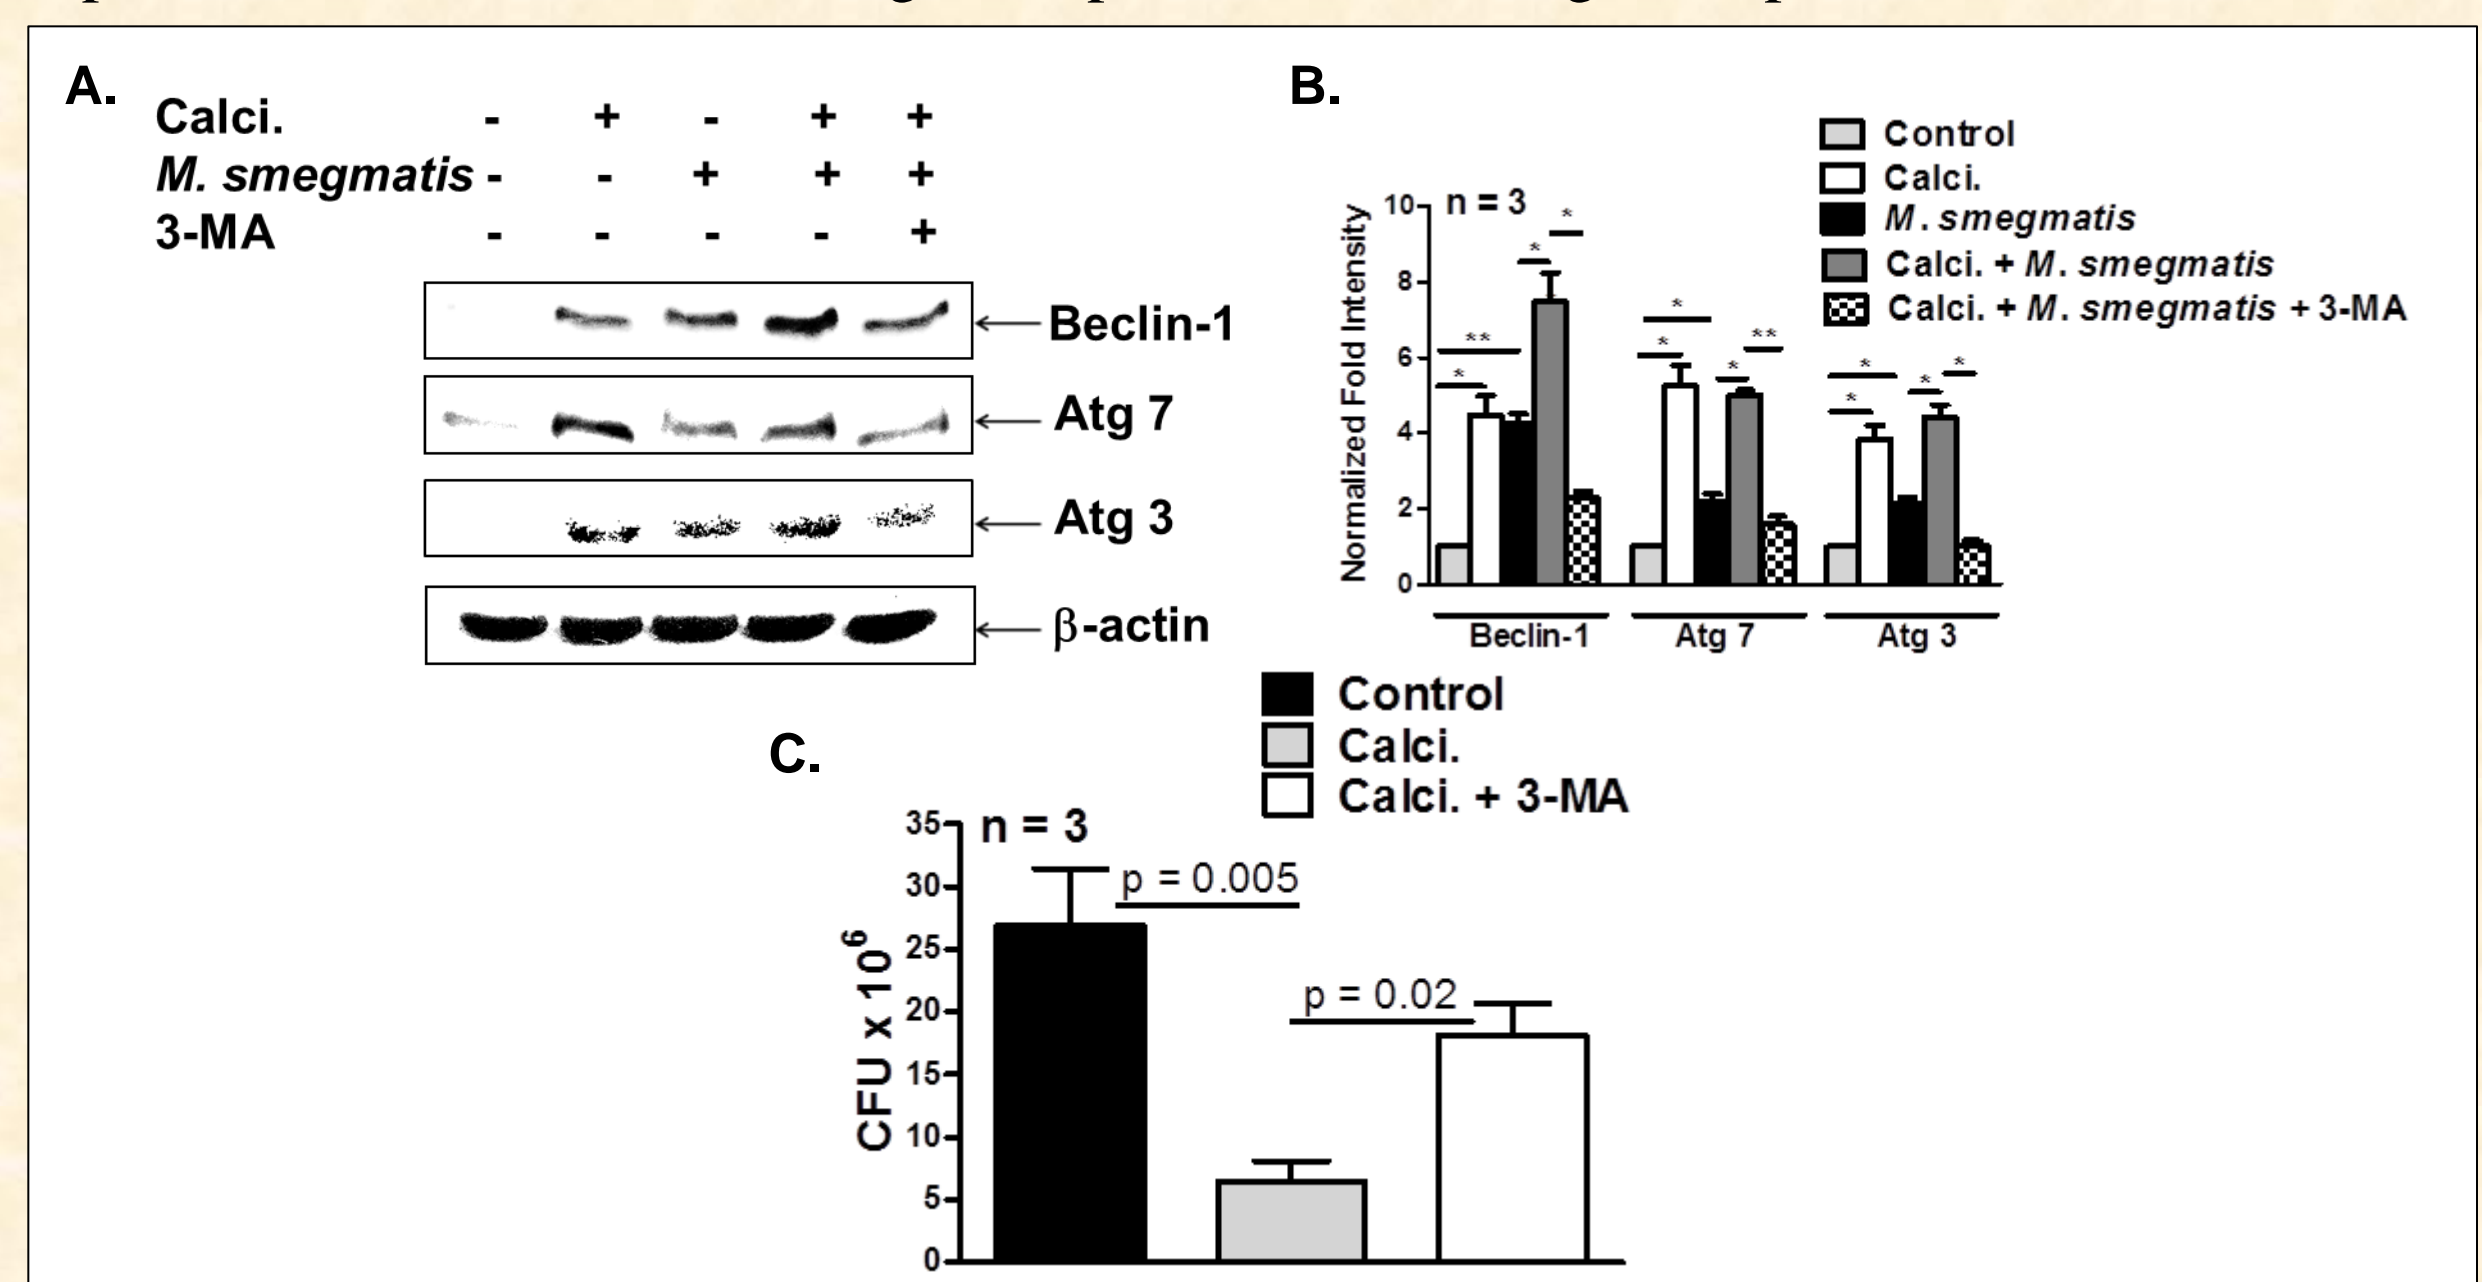 A.
Calci. - + - + +
M. smegmatis - - + + +
3-MA - - - - +
Beclin-1
Atg 7
Atg 3
β-actin
B.
Control
Calci.
M. smegmatis
Calci. + M. smegmatis
Calci. + M. smegmatis + 3-MA
n = 3
Normalized Fold Intensity
10
8
6
4
2
0
* ** * *
* * * **
* * * *
Beclin-1 Atg 7 Atg 3
C.
Control
Calci.
Calci. + 3-MA
n = 3
CFU x 10⁶
35
30
25
20
15
10
5
0
p = 0.005
p = 0.02